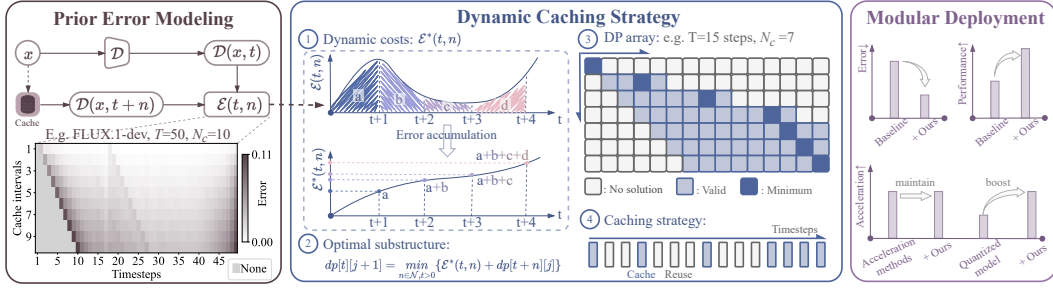 Prior Error Modeling
x
D
D(x, t)
Cache
D(x, t + n)
E(t, n)
E.g. FLUX.1-dev, T=50, N_c=10
Cache intervals
1
3
5
7
9
1 5 10 15 20 25 30 35 40 45
Timesteps
0.11
Error
0.00
None
Dynamic Caching Strategy
1 Dynamic costs: E*(t, n)
E(t, n)
a b c d
t+1 t+2 t+3 t+4 t
Error accumulation
E*(t, n)
a a+b a+b+c a+b+c+d
t+1 t+2 t+3 t+4 t
2 Optimal substructure:
dp[t][j + 1] = min {E*(t, n) + dp[t + n][j]}
n∈N,t>0
3 DP array: e.g. T=15 steps, N_c=7
: No solution : Valid : Minimum
4 Caching strategy:
Timesteps
Cache Reuse
Modular Deployment
Error↓
Baseline
+ Ours
Performance↑
Baseline
+ Ours
Acceleration↑
maintain
boost
Acceleration methods
+ Ours
Quantized model
+ Ours